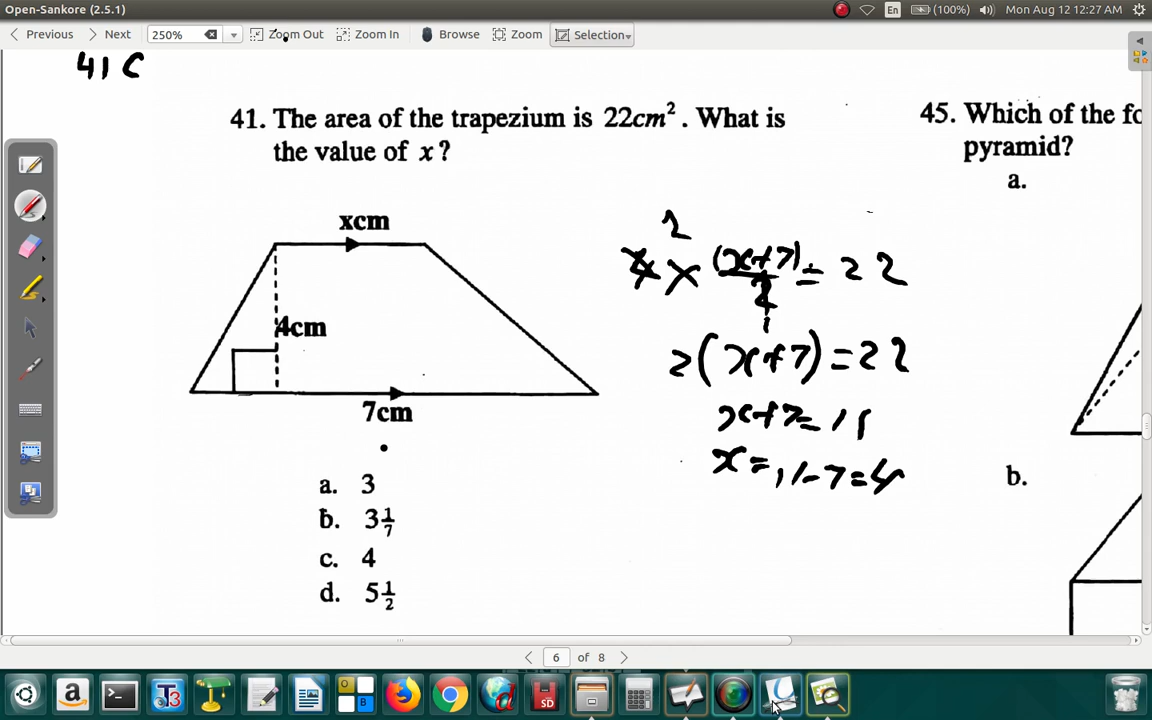 Open-Sankore (2.5.1)
En
(100%)
Mon Aug 12 12:27 AM
Previous
Next
250%
Zoom Out
Zoom In
Browse
Zoom
Selection
41 C
41. The area of the trapezium is 22cm². What is
the value of x?
xcm
4cm
7cm
a. 3
b. 3 1/7
c. 4
d. 5 1/2
2
4 × (x+7)/2 = 22
1
2(x+7) = 22
x+7 = 11
x = 11-7 = 4
45. Which of the fo
pyramid?
a.
b.
6 of 8
SD